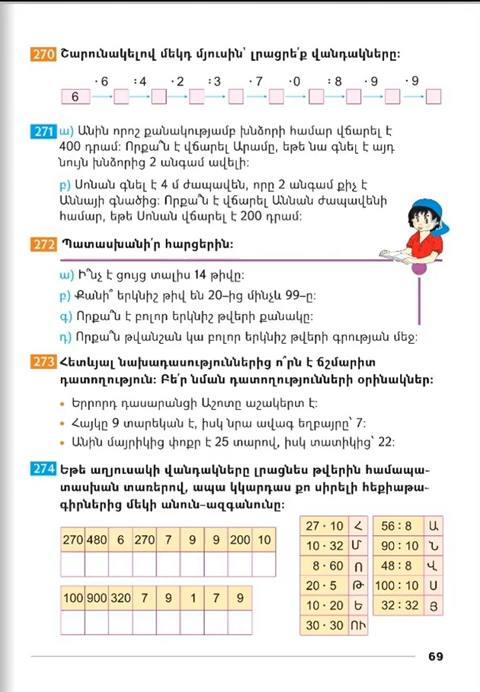 270 Շարունակելով մեկդ մյուսին՝ լրացրե՛ք վանդակները։
· 6 : 4 · 2 : 3 · 7 · 0 : 8 · 9 · 9
6
271 ա) Անին որոշ քանակությամբ խնձորի համար վճարել է
400 դրամ։ Որքա՞ն է վճարել Արամը, եթե նա գնել է այդ
նույն խնձորից 2 անգամ ավելի։
բ) Սոնան գնել է 4 մ ժապավեն, որը 2 անգամ քիչ է
Աննայի գնածից։ Որքա՞ն է վճարել Աննան ժապավենի
համար, եթե Սոնան վճարել է 200 դրամ։
272 Պատասխանի՛ր հարցերին։
ա) Ի՞նչ է ցույց տալիս 14 թիվը։
բ) Քանի՞ երկնիշ թիվ են 20–ից մինչև 99–ը։
գ) Որքա՞ն է բոլոր երկնիշ թվերի քանակը։
դ) Որքա՞ն թվանշան կա բոլոր երկնիշ թվերի գրության մեջ։
273 Հետևյալ նախադասություններից ո՞րն է ճշմարիտ
դատողություն։ Բե՛ր նման դատողությունների օրինակներ։
• Երրորդ դասարանցի Աշոտը աշակերտ է։
• Հայկը 9 տարեկան է, իսկ նրա ավագ եղբայրը՝ 7։
• Անին մայրիկից փոքր է 25 տարով, իսկ տատիկից՝ 22։
274 Եթե աղյուսակի վանդակները լրացնես թվերին համապա-
տասխան տառերով, ապա կկարդաս քո սիրելի հեքիաթա-
գիրներից մեկի անուն–ազգանունը։
270 480 6 270 7 9 9 200 10
100 900 320 7 9 1 7 9
27 · 10 Հ 56 : 8 Ա
10 · 32 Մ 90 : 10 Ն
8 · 60 Ո 48 : 8 Վ
20 · 5 Թ 100 : 10 Ս
10 · 20 Ե 32 : 32 Յ
30 · 30 ՈՒ
69